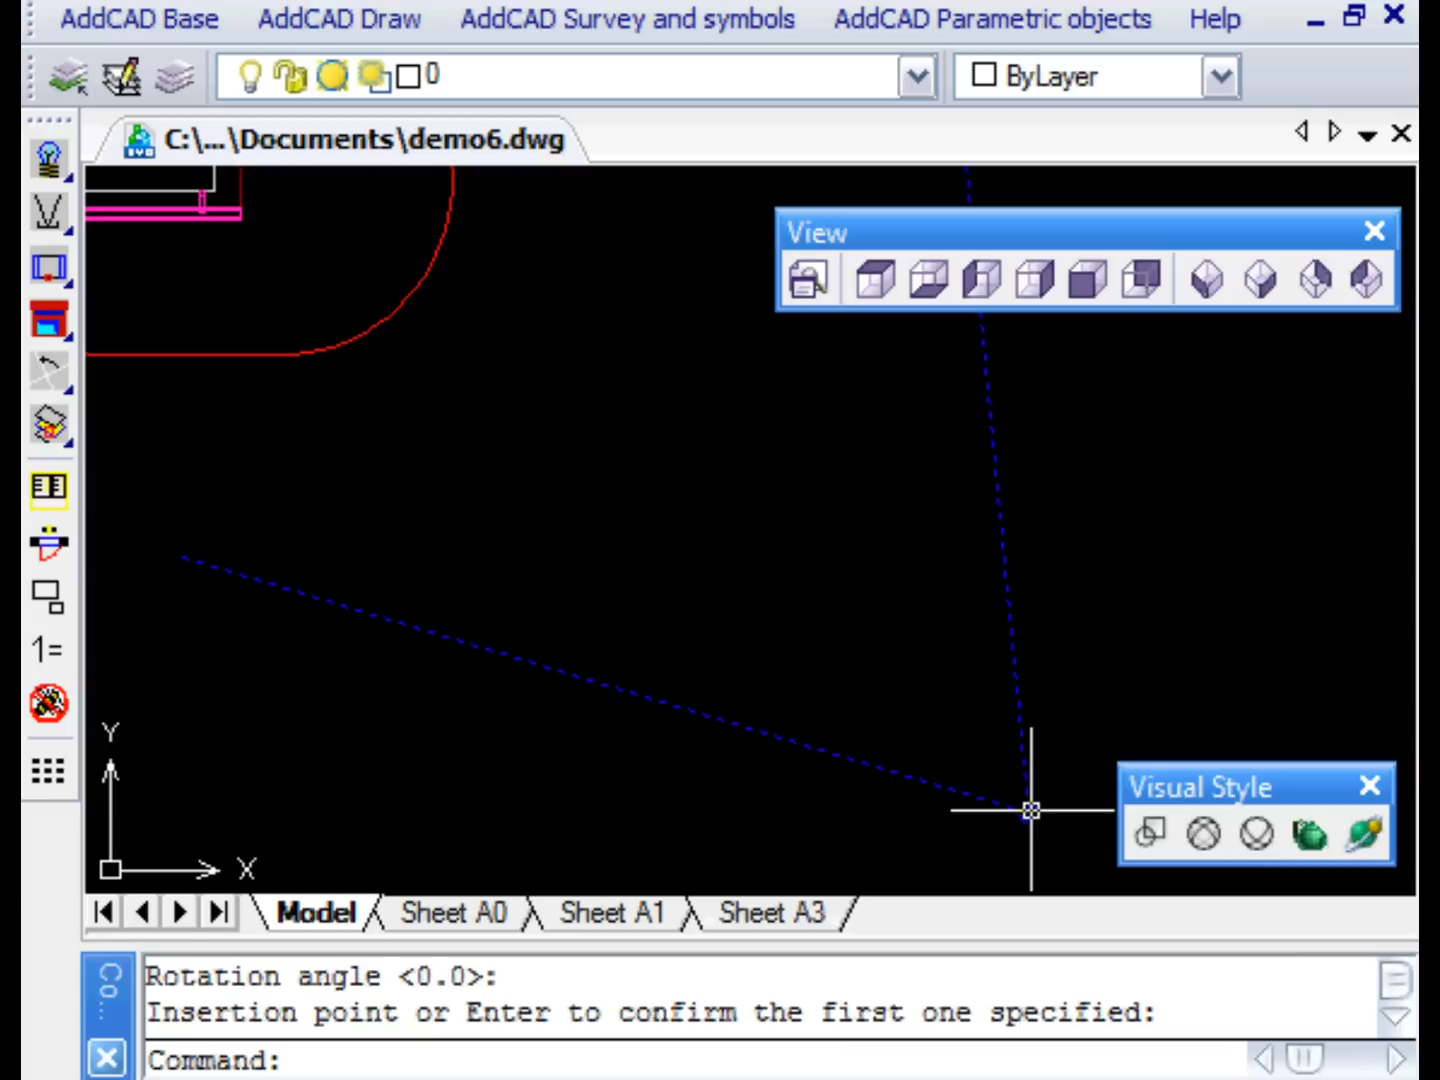 AddCAD Base AddCAD Draw AddCAD Survey and symbols AddCAD Parametric objects Help
0 ByLayer
C:\...\Documents\demo6.dwg
View
1=
Y
Visual Style
X
Model Sheet A0 Sheet A1 Sheet A3
Co...
Rotation angle <0.0>:
Insertion point or Enter to confirm the first one specified:
Command: